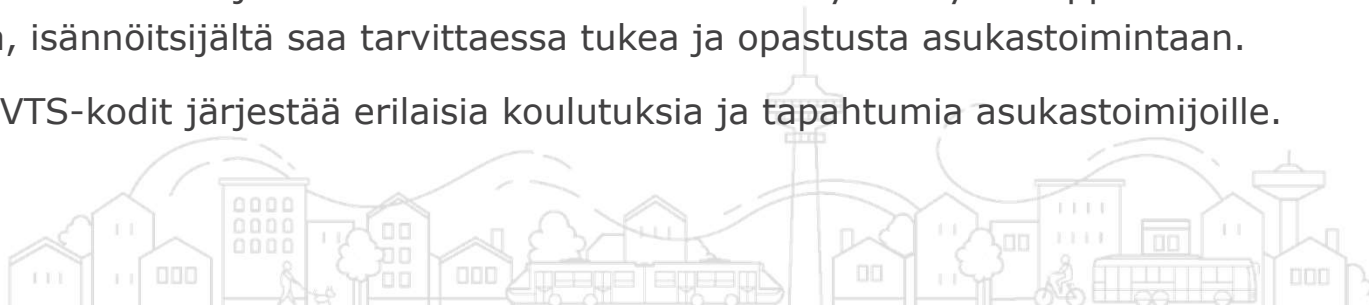 , isännöitsijältä saa tarvittaessa tukea ja opastusta asukastoimintaan.
VTS-kodit järjestää erilaisia koulutuksia ja tapahtumia asukastoimijoille.